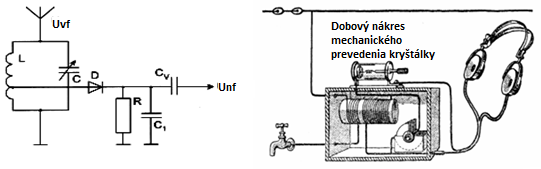 Uvf
L
C
D
R
C1
CV
Unf
Dobový nákres
mechanického
prevedenia kryštálky